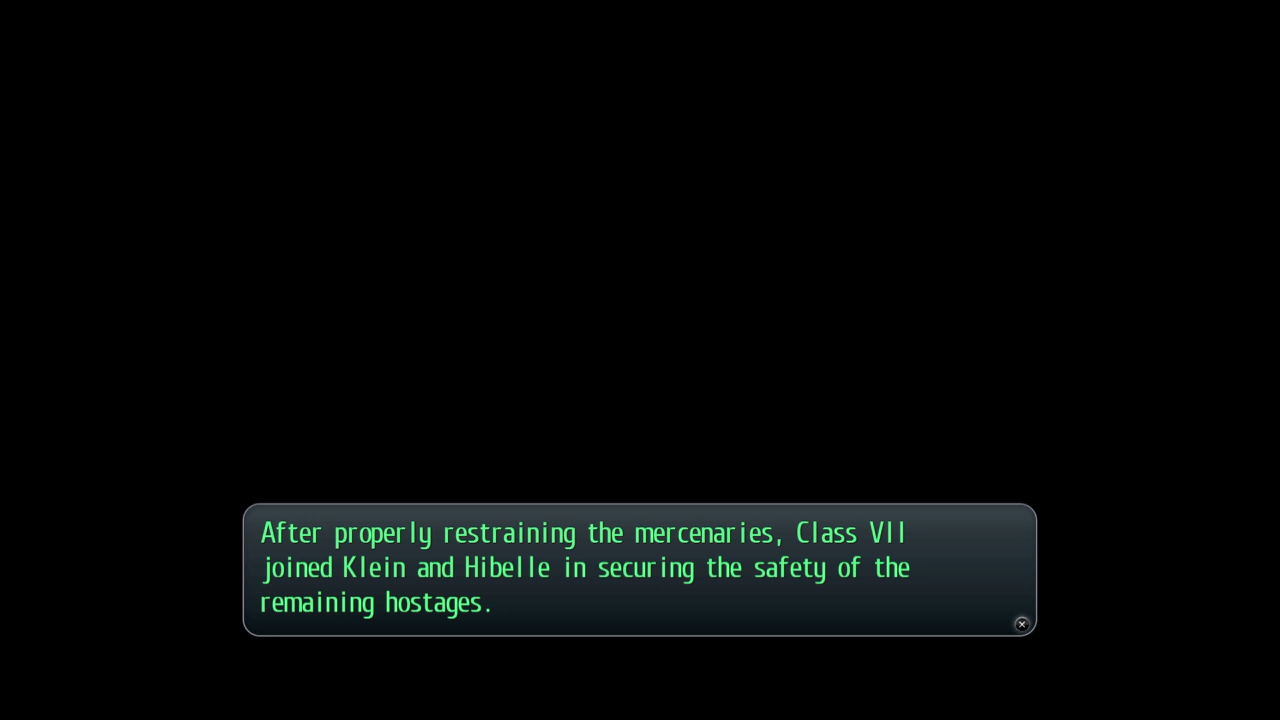 After properly restraining the mercenaries, Class VII
joined Klein and Hibelle in securing the safety of the
remaining hostages.